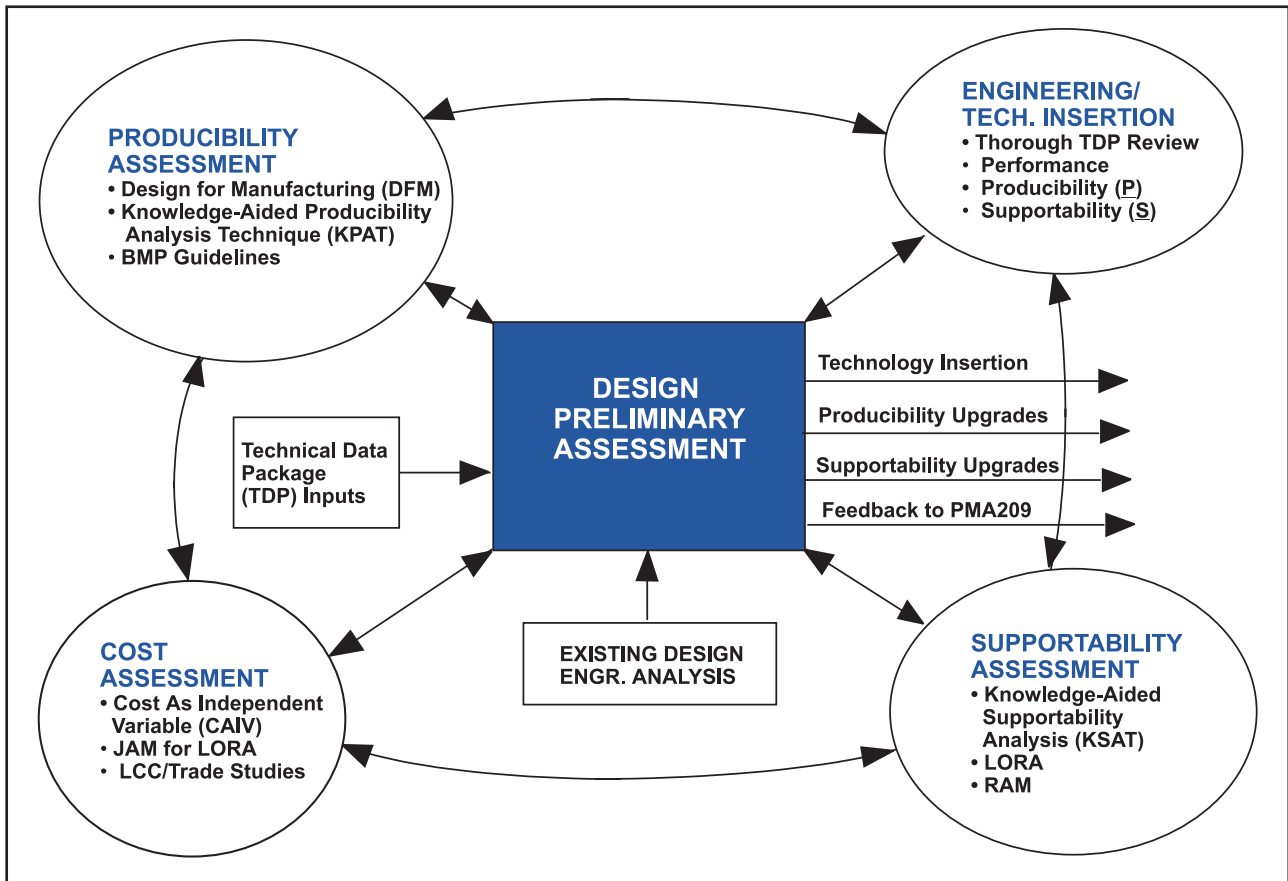 PRODUCIBILITY
ASSESSMENT
• Design for Manufacturing (DFM)
• Knowledge-Aided Producibility
Analysis Technique (KPAT)
• BMP Guidelines
ENGINEERING/
TECH. INSERTION
• Thorough TDP Review
• Performance
• Producibility (P)
• Supportability (S)
DESIGN
PRELIMINARY
ASSESSMENT
Technical Data
Package
(TDP) Inputs
Technology Insertion
Producibility Upgrades
Supportability Upgrades
Feedback to PMA209
EXISTING DESIGN
ENGR. ANALYSIS
COST
ASSESSMENT
• Cost As Independent
Variable (CAIV)
• JAM for LORA
• LCC/Trade Studies
SUPPORTABILITY
ASSESSMENT
• Knowledge-Aided
Supportability
Analysis (KSAT)
• LORA
• RAM